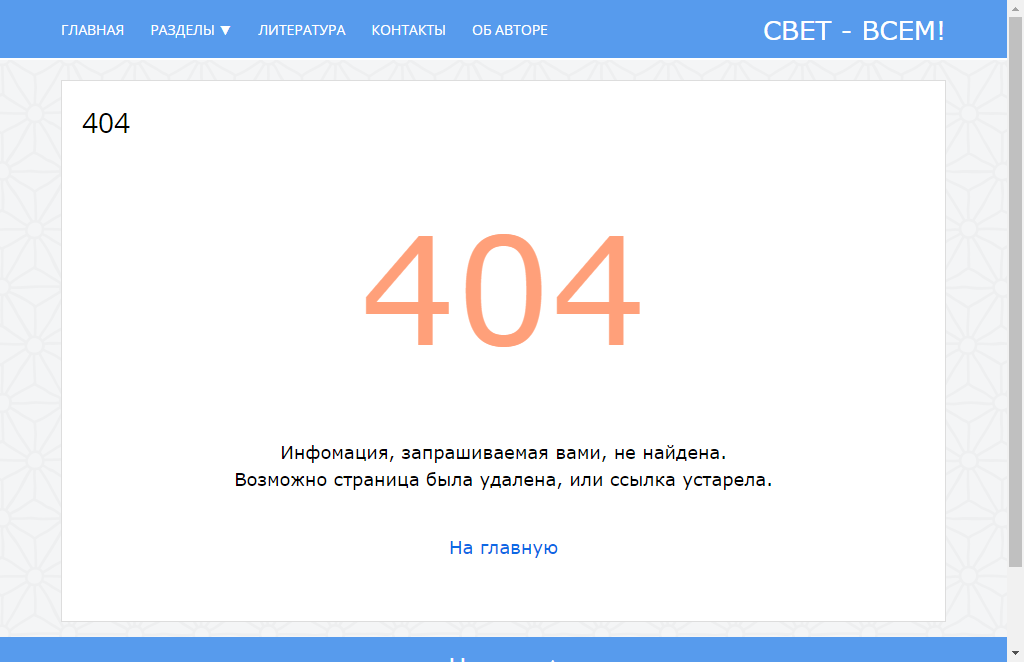 ГЛАВНАЯ РАЗДЕЛЫ ▼ ЛИТЕРАТУРА КОНТАКТЫ ОБ АВТОРЕ СВЕТ - ВСЕМ!
404
404
Инфомация, запрашиваемая вами, не найдена.
Возможно страница была удалена, или ссылка устарела.
На главную